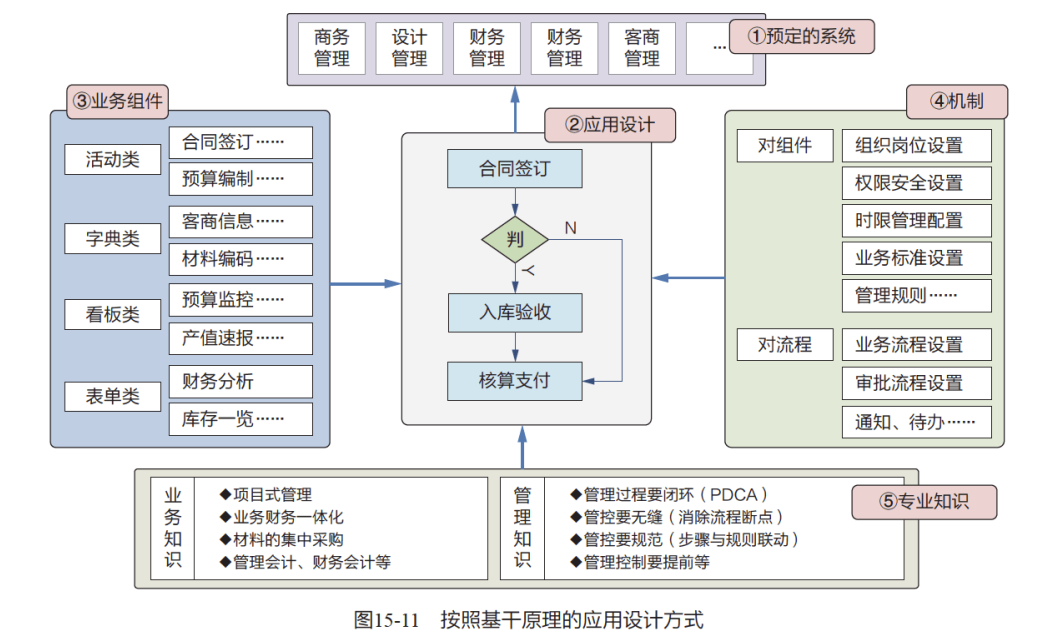 商务
管理
设计
管理
财务
管理
财务
管理
客商
管理
…
①预定的系统
③业务组件
活动类
合同签订……
预算编制……
字典类
客商信息……
材料编码……
看板类
预算监控……
产值速报……
表单类
财务分析
库存一览……
②应用设计
合同签订
判
N
Y
入库验收
核算支付
④机制
对组件
组织岗位设置
权限安全设置
时限管理配置
业务标准设置
管理规则……
对流程
业务流程设置
审批流程设置
通知、待办……
⑤专业知识
业务知识
◆项目式管理
◆业务财务一体化
◆材料的集中采购
◆管理会计、财务会计等
管理知识
◆管理过程要闭环（PDCA）
◆管控要无缝（消除流程断点）
◆管控要规范（步骤与规则联动）
◆管理控制要提前等
图15-11 按照基干原理的应用设计方式